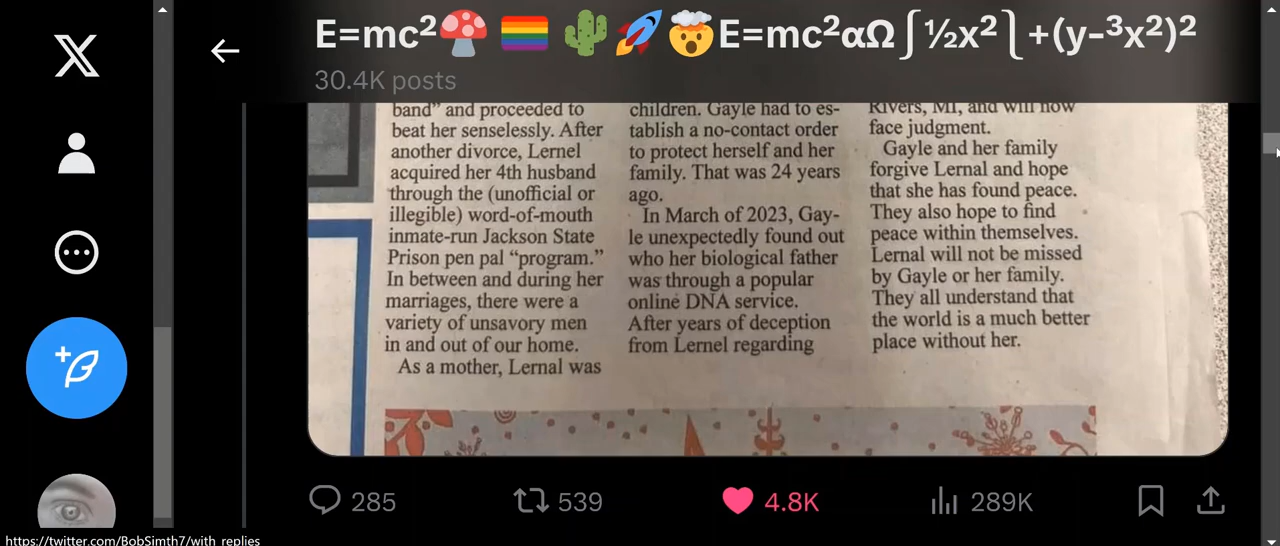 E=mc²🍄 🏳️‍🌈 🌵 🚀 🤯E=mc²αΩ⌠½x²⎱+(y-³x²)²
30.4K posts
band” and proceeded to
beat her senselessly. After
another divorce, Lernel
acquired her 4th husband
through the (unofficial or
illegible) word-of-mouth
inmate-run Jackson State
Prison pen pal “program.”
In between and during her
marriages, there were a
variety of unsavory men
in and out of our home.
As a mother, Lernal was
children. Gayle had to es-
tablish a no-contact order
to protect herself and her
family. That was 24 years
ago.
In March of 2023, Gay-
le unexpectedly found out
who her biological father
was through a popular
online DNA service.
After years of deception
from Lernel regarding
Rivers, MI, and will now
face judgment.
Gayle and her family
forgive Lernal and hope
that she has found peace.
They also hope to find
peace within themselves.
Lernal will not be missed
by Gayle or her family.
They all understand that
the world is a much better
place without her.
285 539 4.8K 289K
https://twitter.com/BobSimth7/with_replies